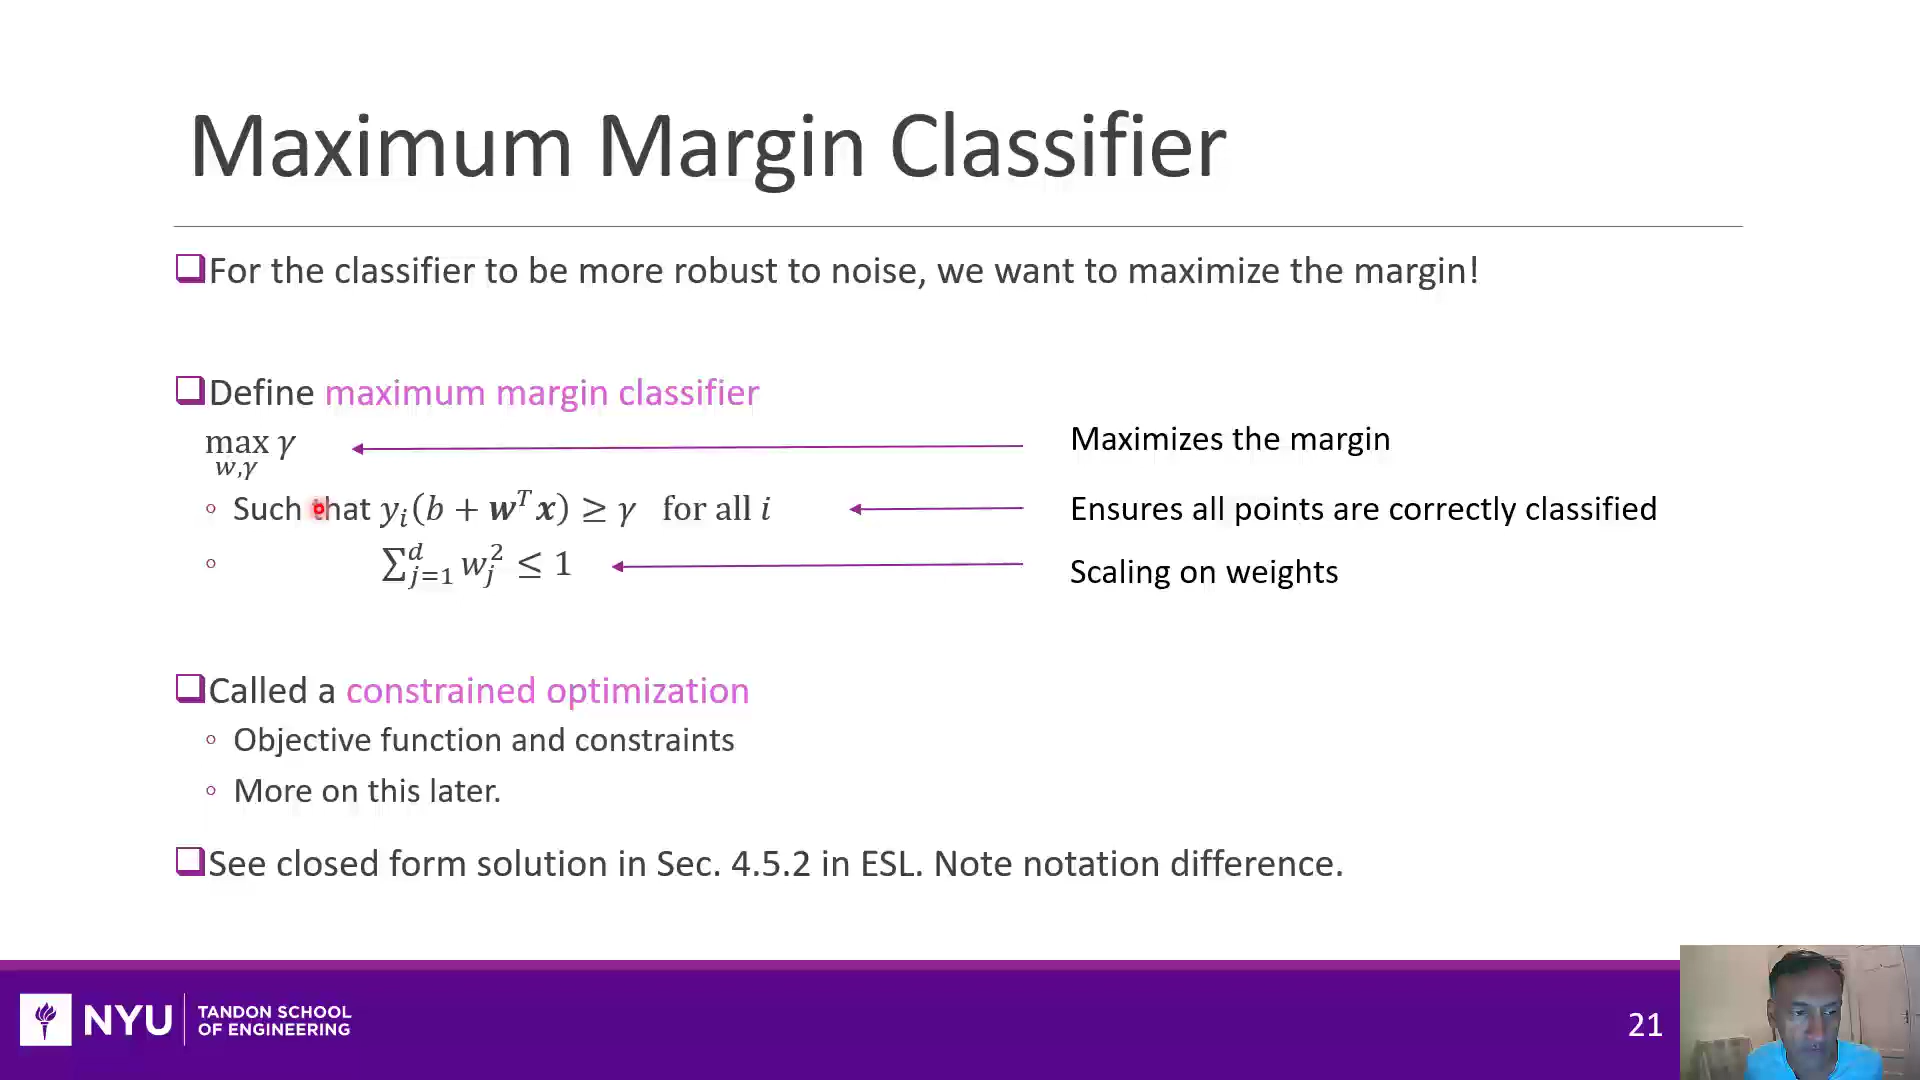 Maximum Margin Classifier
For the classifier to be more robust to noise, we want to maximize the margin!
Define maximum margin classifier
max γ
w,γ
Maximizes the margin
Such that yᵢ(b + wᵀx) ≥ γ for all i
Ensures all points are correctly classified
∑ᵈⱼ₌₁ wⱼ² ≤ 1
Scaling on weights
Called a constrained optimization
Objective function and constraints
More on this later.
See closed form solution in Sec. 4.5.2 in ESL. Note notation difference.
NYU
TANDON SCHOOL
OF ENGINEERING
21